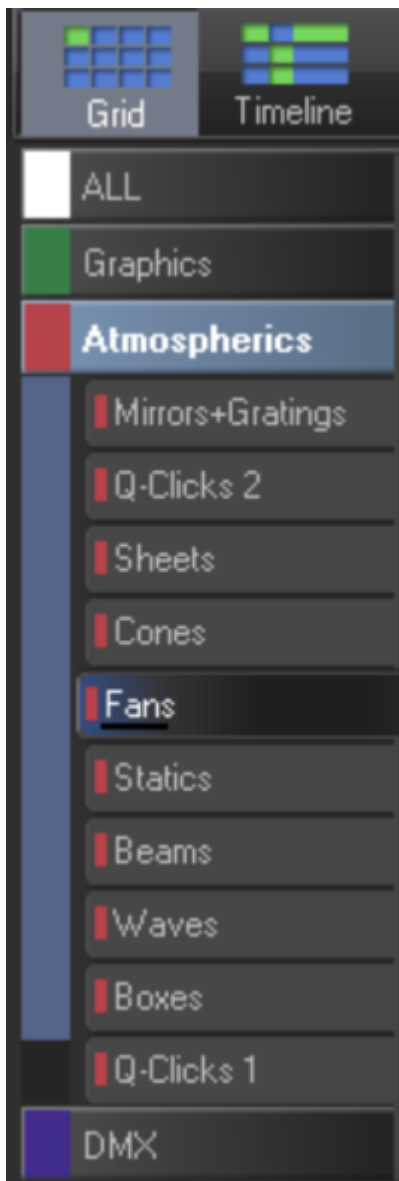 Grid Timeline
ALL
Graphics
Atmospherics
Mirrors+Gratings
Q-Clicks 2
Sheets
Cones
Fans
Statics
Beams
Waves
Boxes
Q-Clicks 1
DMX